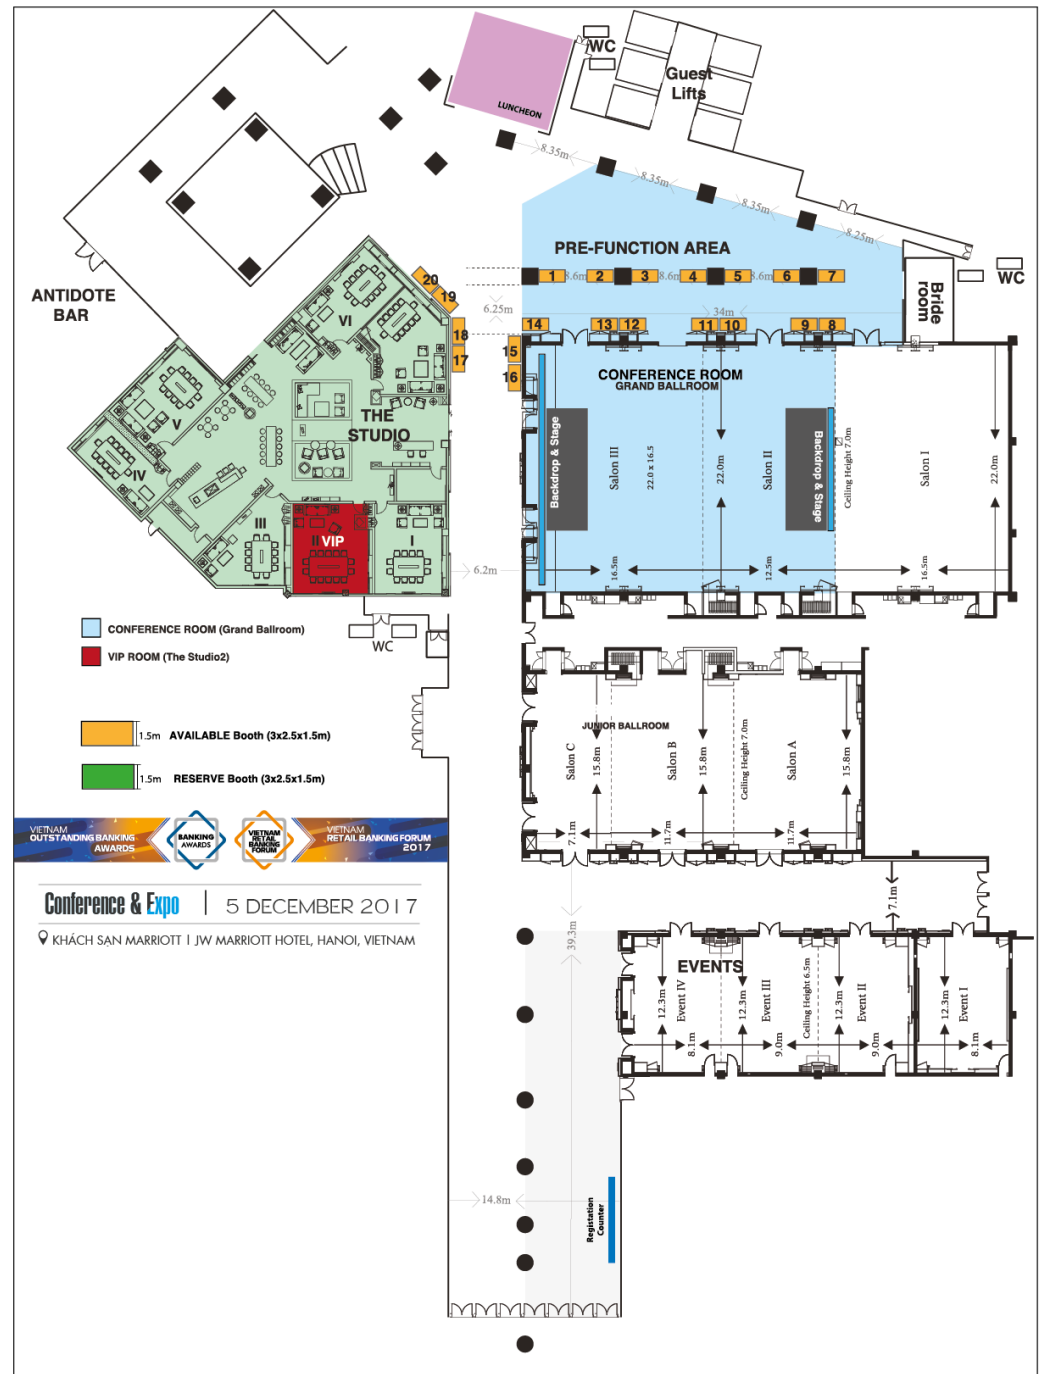 WC
Guest
Lifts
LUNCHEON
8.35m
8.35m
8.35m
8.25m
PRE-FUNCTION AREA
WC
Bride
room
1
8.6m
2
3
8.6m
4
5
8.6m
6
7
20
19
ANTIDOTE
BAR
6.25m
34m
14
13
12
11
10
9
8
18
17
15
16
VI
V
IV
III
THE
STUDIO
II VIP
I
CONFERENCE ROOM
GRAND BALLROOM
Backdrop & Stage
Salon III
22.0 x 16.5
22.0m
Salon II
Backdrop & Stage
Ceiling Height 7.0m
Salon I
22.0m
6.2m
16.5m
12.5m
16.5m
WC
CONFERENCE ROOM (Grand Ballroom)
VIP ROOM (The Studio2)
1.5m AVAILABLE Booth (3x2.5x1.5m)
1.5m RESERVE Booth (3x2.5x1.5m)
JUNIOR BALLROOM
Salon C
15.8m
Salon B
15.8m
Ceiling Height 7.0m
Salon A
15.8m
7.1m
11.7m
11.7m
VIETNAM
OUTSTANDING BANKING
AWARDS
BANKING
AWARDS
VIETNAM
RETAIL
BANKING
FORUM
VIETNAM
RETAIL BANKING FORUM
2017
Conference & Expo | 5 DECEMBER 2017
KHÁCH SẠN MARRIOTT I JW MARRIOTT HOTEL, HANOI, VIETNAM
7.1m
39.3m
EVENTS
12.3m
Event IV
12.3m
Event III
Ceiling Height 6.5m
12.3m
Event II
12.3m
Event I
8.1m
9.0m
9.0m
8.1m
14.8m
Registation
Counter